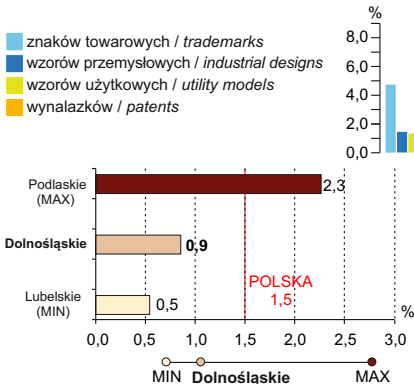 %
znaków towarowych / trademarks
wzorów przemysłowych / industrial designs
wzorów użytkowych / utility models
wynalazków / patents
8,0
6,0
4,0
2,0
0,0
Podlaskie
(MAX)
2,3
Dolnośląskie
0,9
POLSKA
1,5
Lubelskie
(MIN)
0,5
0,0 0,5 1,0 1,5 2,0 2,5 3,0
%
MIN Dolnośląskie MAX